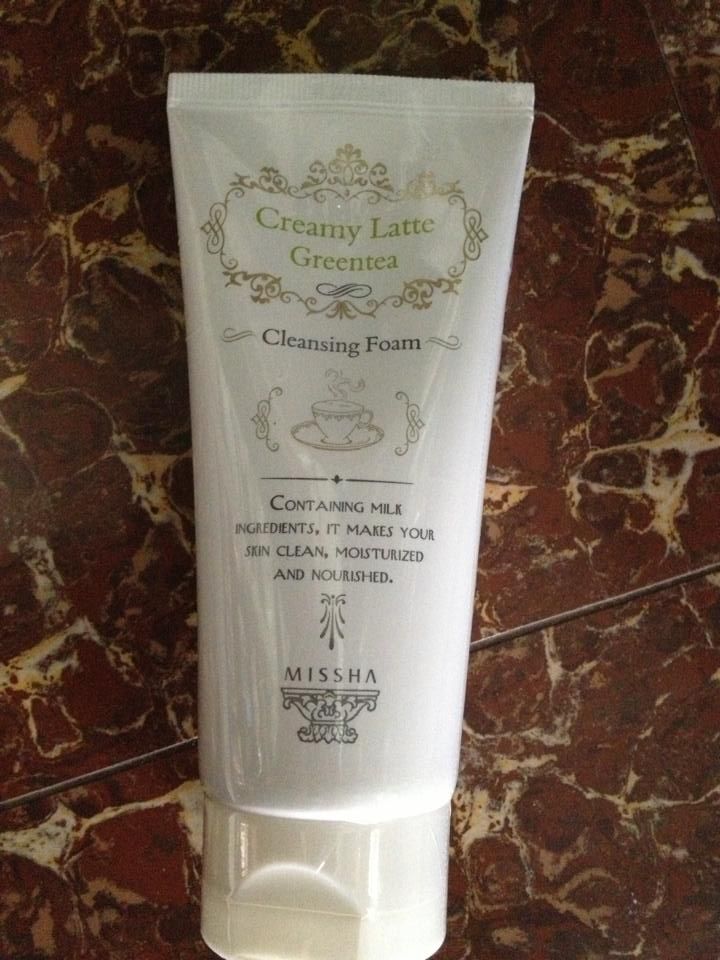 Creamy Latte
Greentea
Cleansing Foam
CONTAINING MILK
INGREDIENTS, IT MAKES YOUR
SKIN CLEAN, MOISTURIZED
AND NOURISHED.
MISSHA